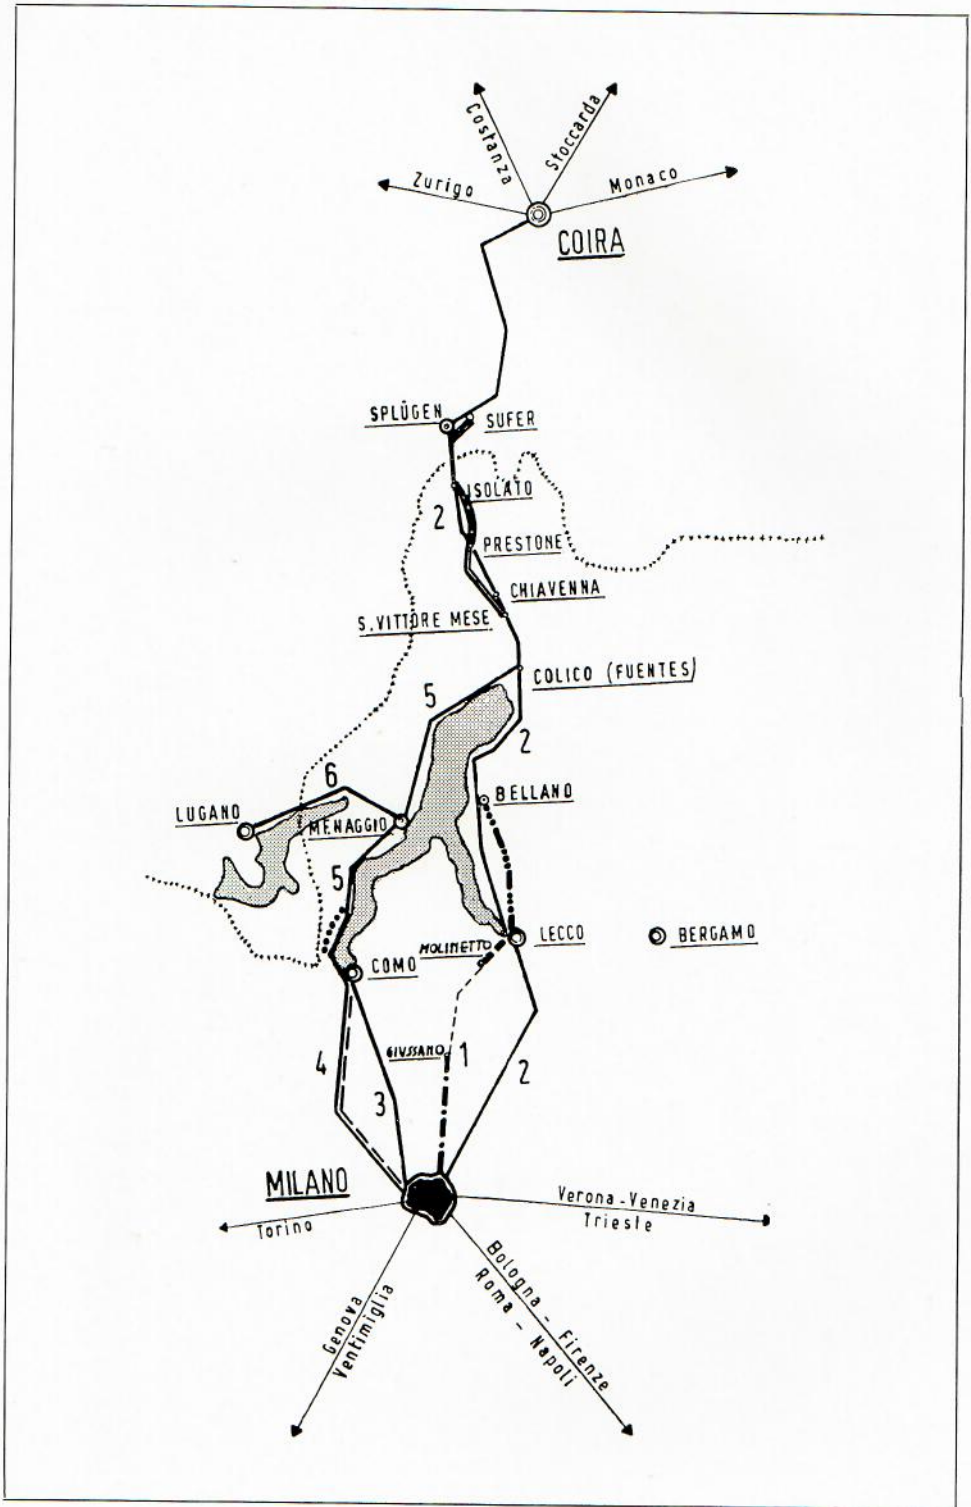 Costanza
Stoccarda
Zurigo
Monaco
COIRA
SPLÜGEN
SUFER
ISOLATO
2
PRESTONE
CHIAVENNA
S.VITTORE MESE
COLICO (FUENTES)
5
2
6
BELLANO
LUGANO
MENAGGIO
5
LECCO
BERGAMO
MOLINETTO
COMO
GIUSSANO
1
4
2
3
MILANO
Verona-Venezia
Trieste
Torino
Bologna - Firenze
Roma - Napoli
Genova
Ventimiglia